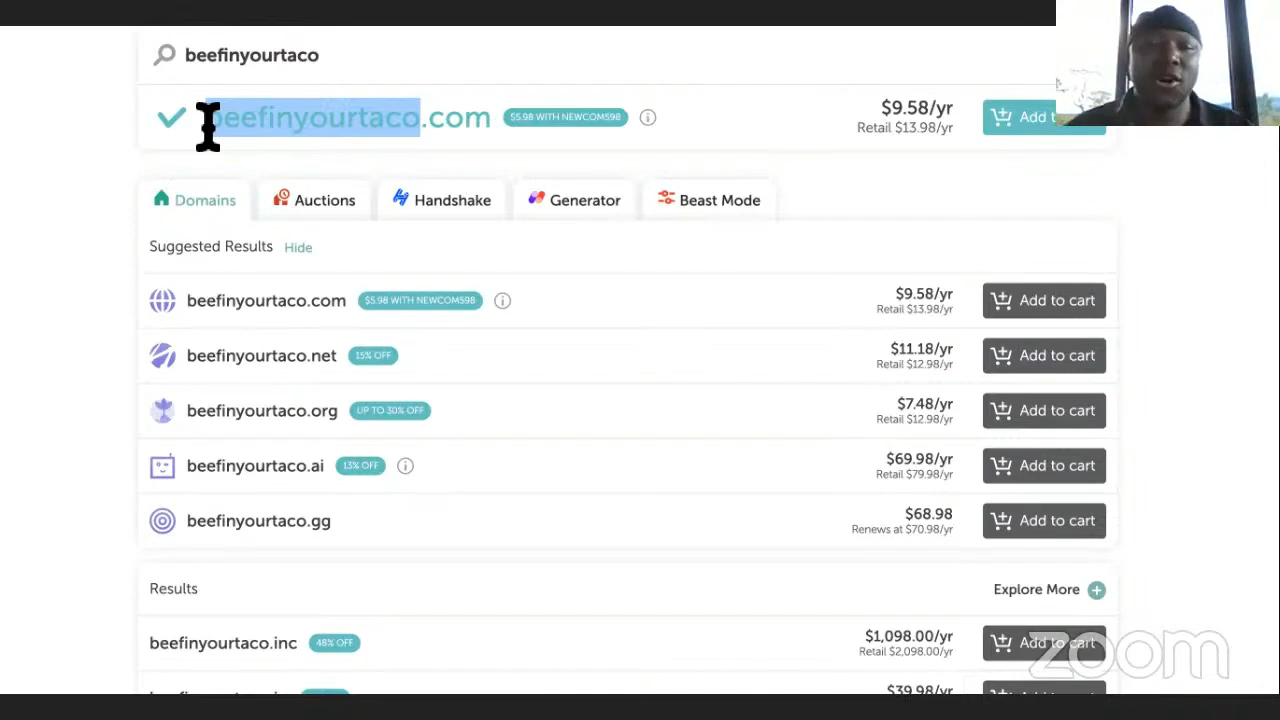 beefinyourtaco
beefinyourtaco.com $5.98 WITH NEWCOM598 $9.58/yr Add t
Retail $13.98/yr
Domains Auctions Handshake Generator Beast Mode
Suggested Results Hide
beefinyourtaco.com $5.98 WITH NEWCOM598 $9.58/yr Add to cart
Retail $13.98/yr
beefinyourtaco.net 15% OFF $11.18/yr Add to cart
Retail $12.98/yr
beefinyourtaco.org UP TO 30% OFF $7.48/yr Add to cart
Retail $12.98/yr
beefinyourtaco.ai 13% OFF $69.98/yr Add to cart
Retail $79.98/yr
beefinyourtaco.gg $68.98 Add to cart
Renews at $70.98/yr
Results Explore More
beefinyourtaco.inc 48% OFF $1,098.00/yr Add to cart
Retail $2,098.00/yr
zoom
$39.98/yr